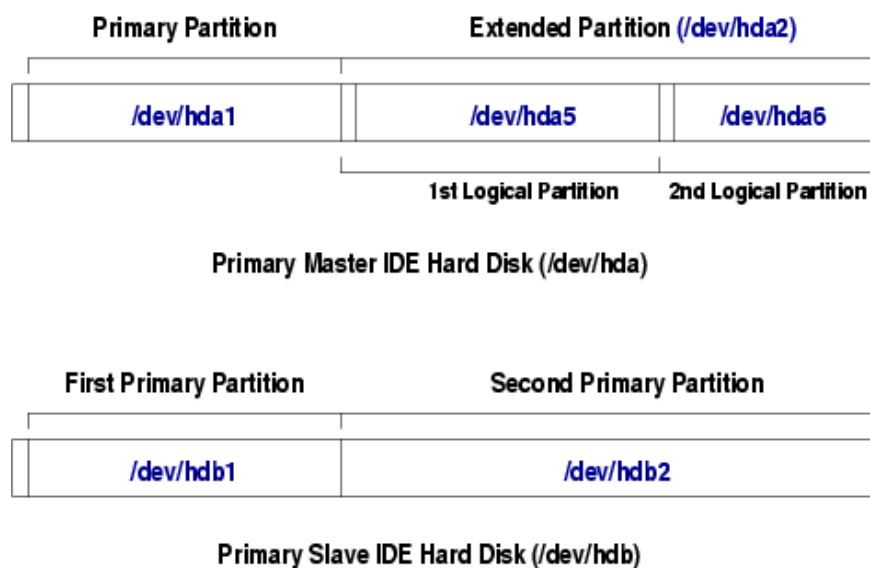 Primary Partition Extended Partition (/dev/hda2)
/dev/hda1 /dev/hda5 /dev/hda6
1st Logical Partition 2nd Logical Partition
Primary Master IDE Hard Disk (/dev/hda)
First Primary Partition Second Primary Partition
/dev/hdb1 /dev/hdb2
Primary Slave IDE Hard Disk (/dev/hdb)